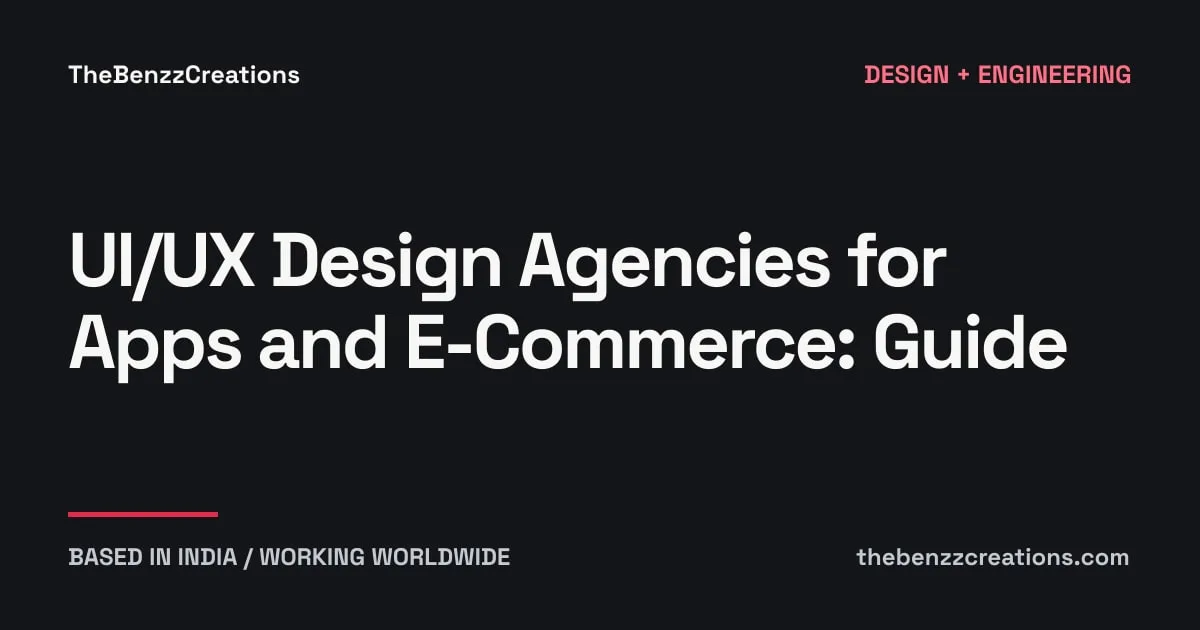 TheBenzzCreations
DESIGN + ENGINEERING
UI/UX Design Agencies for
Apps and E-Commerce: Guide
BASED IN INDIA / WORKING WORLDWIDE
thebenzzcreations.com